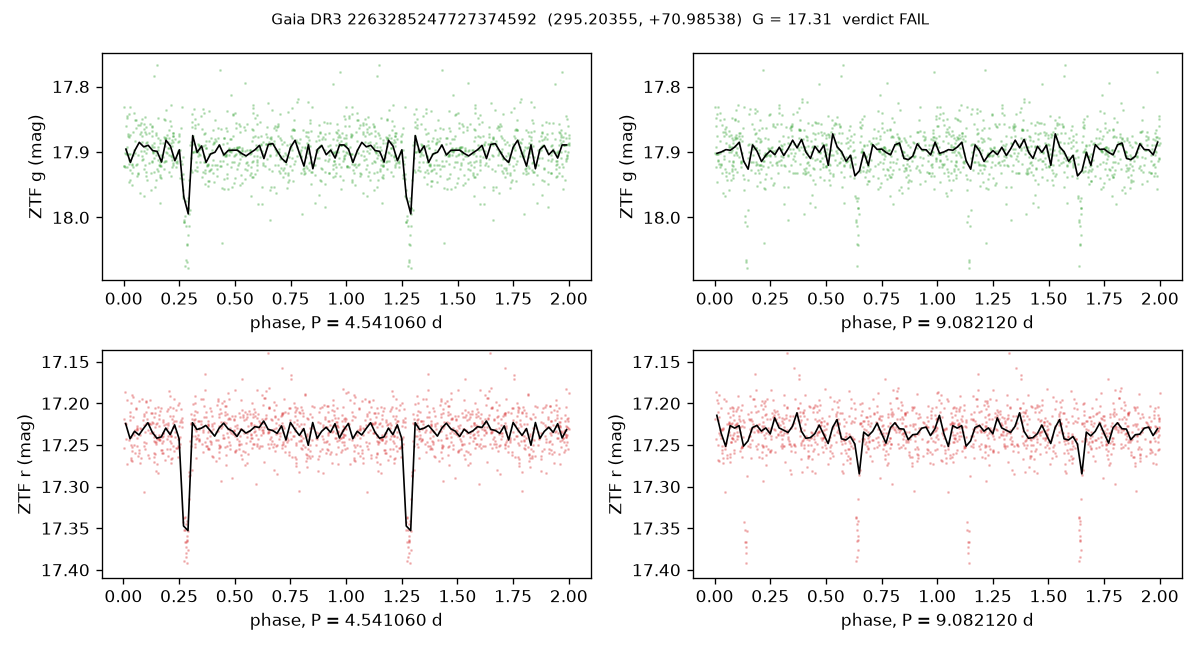 Gaia DR3 2263285247727374592  (295.20355, +70.98538)  G = 17.31  verdict FAIL
ZTF g (mag)
17.8
17.9
18.0
0.00 0.25 0.50 0.75 1.00 1.25 1.50 1.75 2.00
phase, P = 4.541060 d
ZTF g (mag)
17.8
17.9
18.0
0.00 0.25 0.50 0.75 1.00 1.25 1.50 1.75 2.00
phase, P = 9.082120 d
ZTF r (mag)
17.15
17.20
17.25
17.30
17.35
17.40
0.00 0.25 0.50 0.75 1.00 1.25 1.50 1.75 2.00
phase, P = 4.541060 d
ZTF r (mag)
17.15
17.20
17.25
17.30
17.35
17.40
0.00 0.25 0.50 0.75 1.00 1.25 1.50 1.75 2.00
phase, P = 9.082120 d